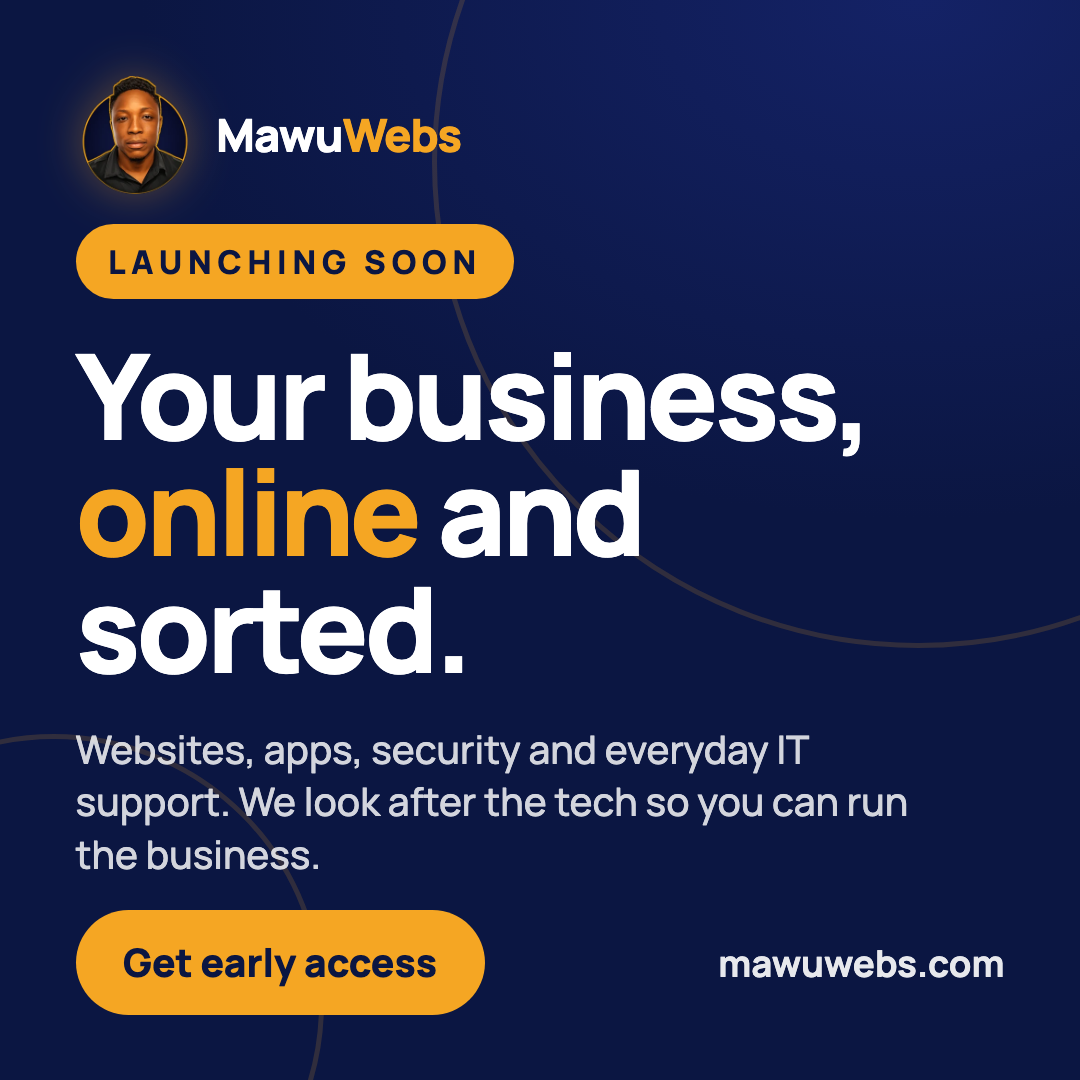 MawuWebs
LAUNCHING SOON
Your business,
online and
sorted.
Websites, apps, security and everyday IT
support. We look after the tech so you can run
the business.
Get early access
mawuwebs.com